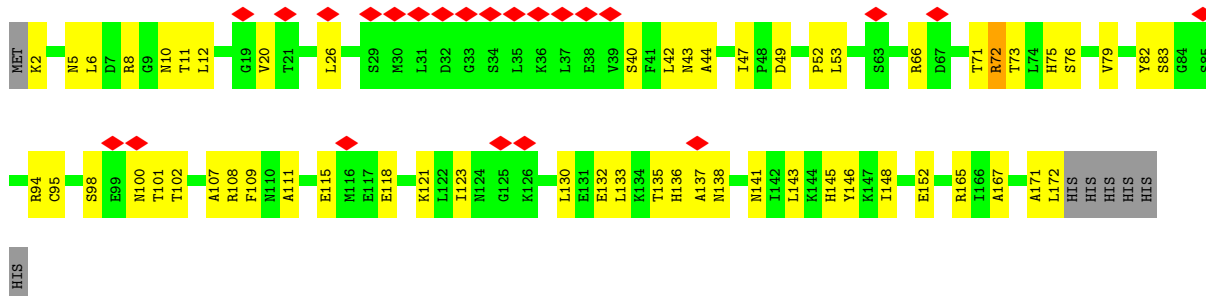 MET K2 N5 L6 D7 R8 G9 N10 T11 L12 G19 V20 T21 L26 S29 M30 L31 D32 G33 S34 L35 K36 L37 E38 V39 S40 F41 L42 N43 A44 I47 P48 D49 P52 L53 S63 R66 D67 T71 R72 T73 L74 H75 S76 V79 Y82 S83 G84 S85
R94 C95 S98 E99 N100 T101 T102 A107 R108 F109 N110 A111 E115 M116 E117 E118 K121 L122 I123 N124 G125 K126 L130 E131 E132 L133 K134 T135 H136 A137 N138 N141 I142 L143 K144 H145 Y146 K147 I148 E152 R165 I166 A167 A171 L172 HIS HIS HIS HIS HIS
HIS